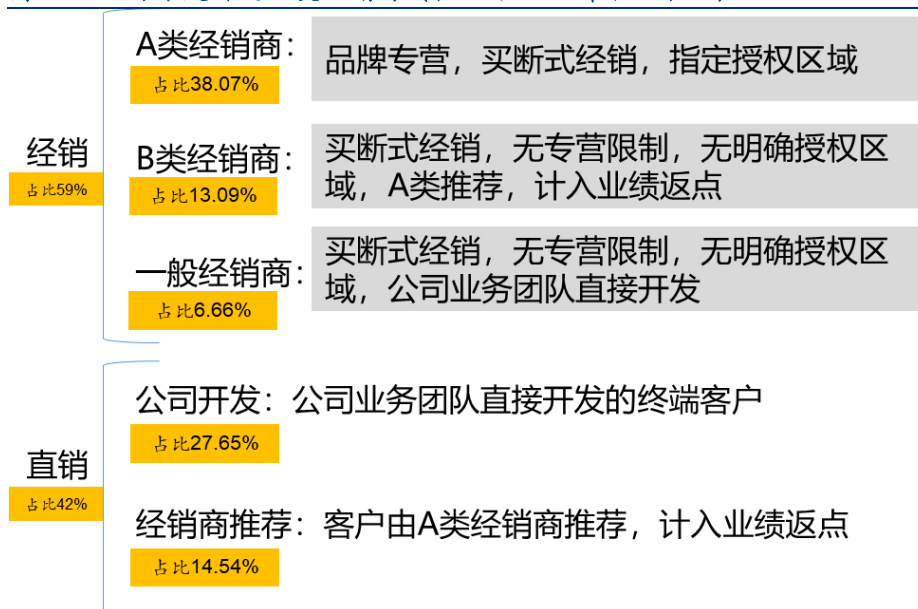 A类经销商：
占比38.07%
品牌专营，买断式经销，指定授权区域
经销
占比59%
B类经销商：
占比13.09%
买断式经销，无专营限制，无明确授权区
域，A类推荐，计入业绩返点
一般经销商：
占比6.66%
买断式经销，无专营限制，无明确授权区
域，公司业务团队直接开发
直销
占比42%
公司开发：公司业务团队直接开发的终端客户
占比27.65%
经销商推荐：客户由A类经销商推荐，计入业绩返点
占比14.54%